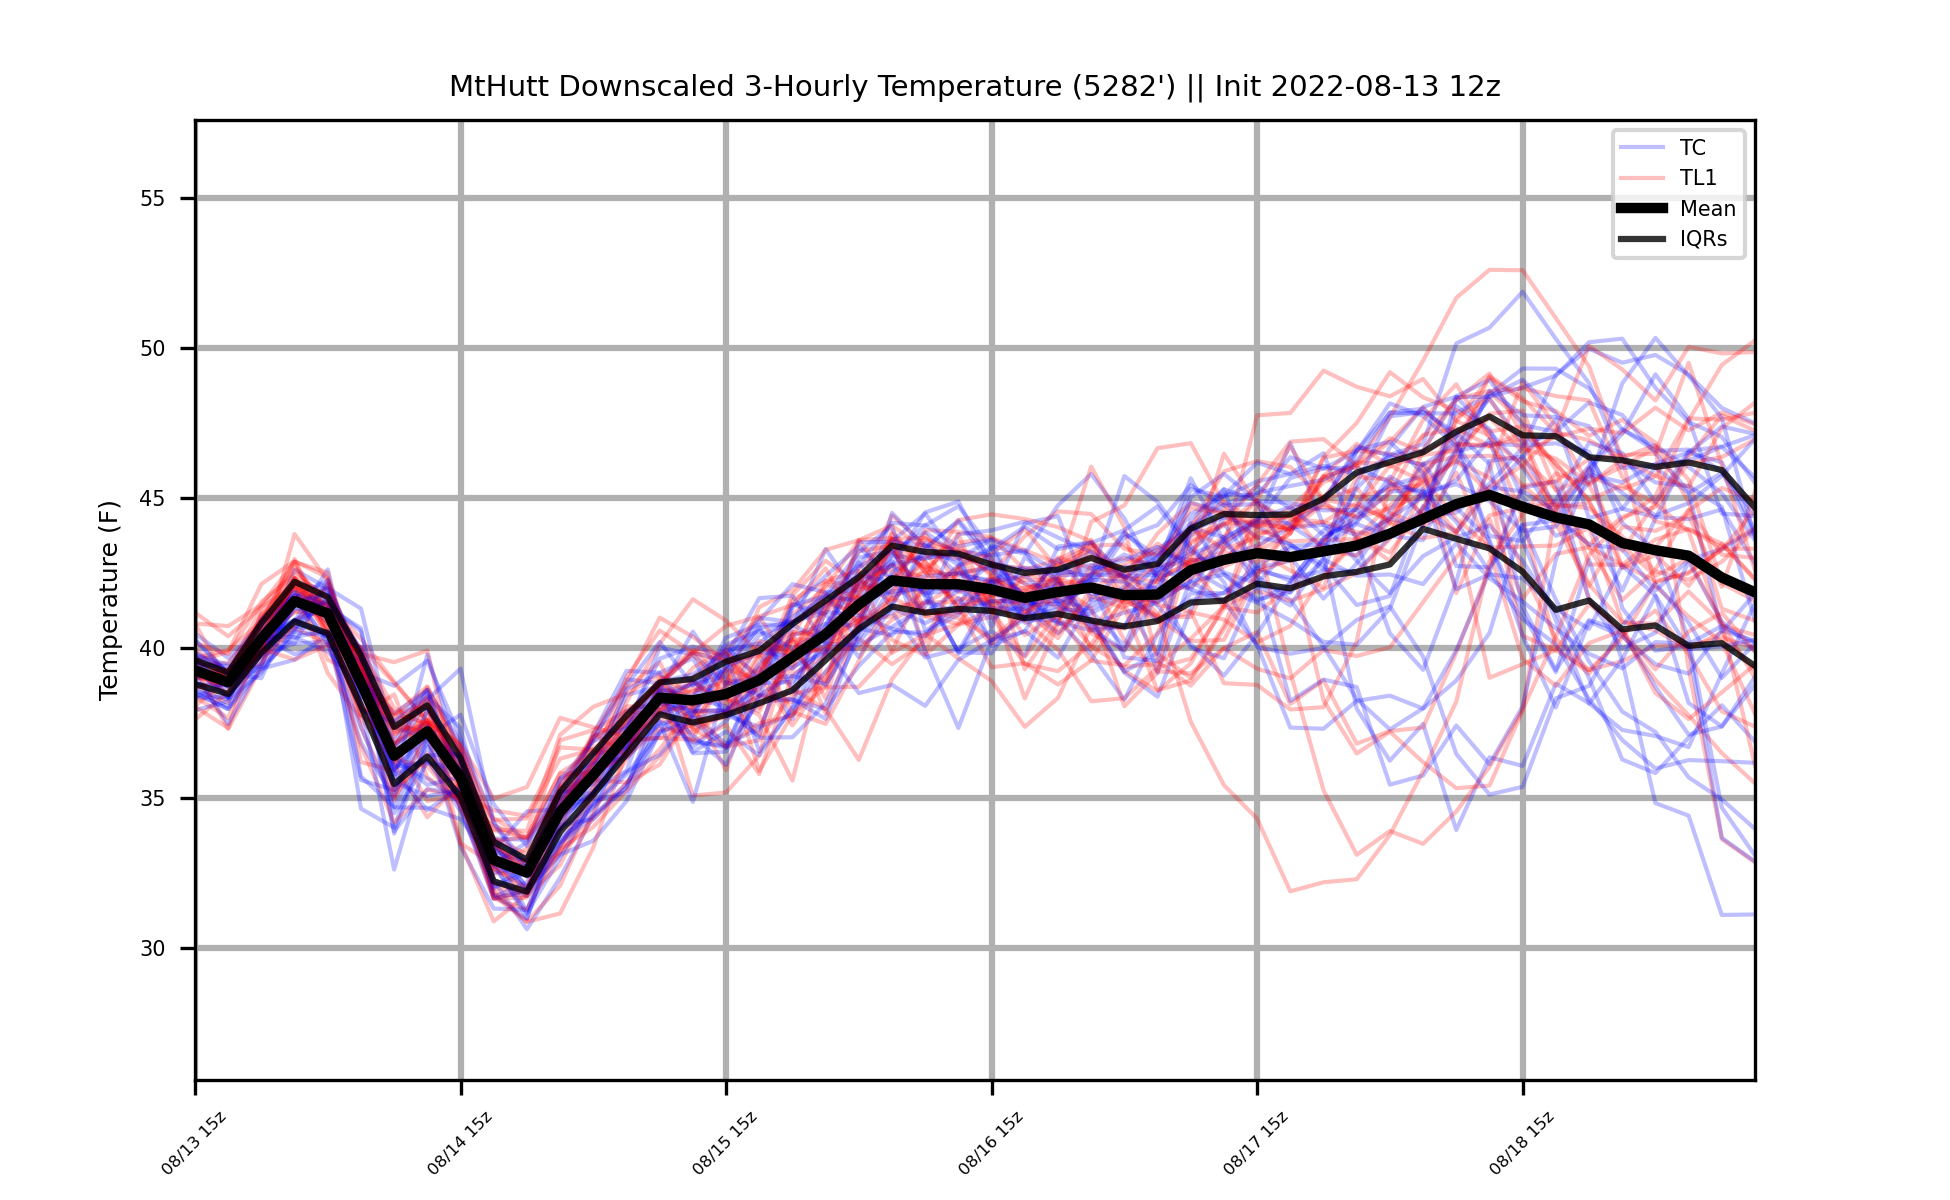 MtHutt Downscaled 3-Hourly Temperature (5282') || Init 2022-08-13 12z
TC
TL1
Mean
IQRs
Temperature (F)
55
50
45
40
35
30
08/13 15z
08/14 15z
08/15 15z
08/16 15z
08/17 15z
08/18 15z